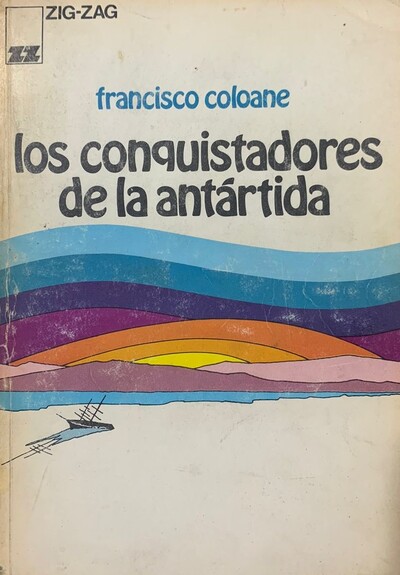 ZIG-ZAG
zz
francisco coloane
los conquistadores
de la antártida